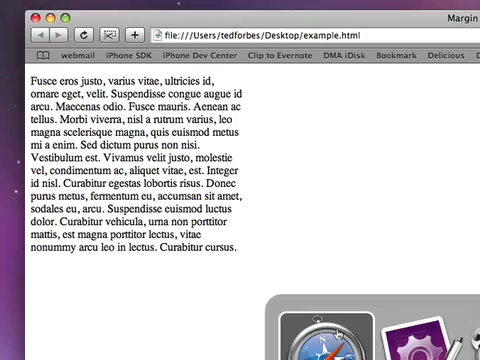 Margin
file:///Users/tedforbes/Desktop/example.html
webmail iPhone SDK iPhone Dev Center Clip to Evernote DMA iDisk Bookmark Delicious
Fusce eros justo, varius vitae, ultricies id,
ornare eget, velit. Suspendisse congue augue id
arcu. Maecenas odio. Fusce mauris. Aenean ac
tellus. Morbi viverra, nisl a rutrum varius, leo
magna scelerisque magna, quis euismod metus
mi a enim. Sed dictum purus non nisi.
Vestibulum est. Vivamus velit justo, molestie
vel, condimentum ac, aliquet vitae, est. Integer
id nisl. Curabitur egestas lobortis risus. Donec
purus metus, fermentum eu, accumsan sit amet,
sodales eu, arcu. Suspendisse euismod luctus
dolor. Curabitur vehicula, urna non porttitor
mattis, est magna porttitor lectus, vitae
nonummy arcu leo in lectus. Curabitur cursus.